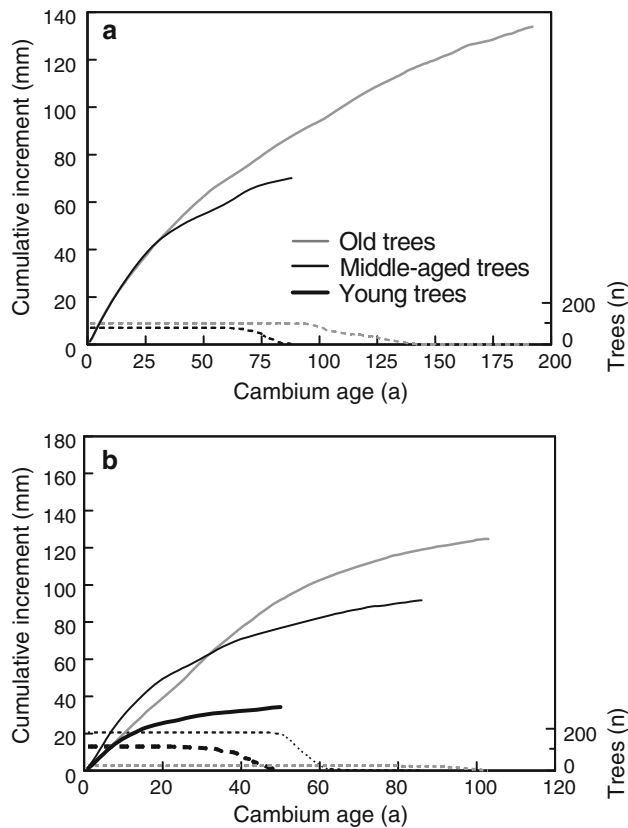 a
140
120
100
80
60
40
20
0
Cumulative increment (mm)
Old trees
Middle-aged trees
Young trees
200
0
Trees (n)
0 25 50 75 100 125 150 175 200
Cambium age (a)
b
180
160
140
120
100
80
60
40
20
0
Cumulative increment (mm)
200
0
Trees (n)
0 20 40 60 80 100 120
Cambium age (a)